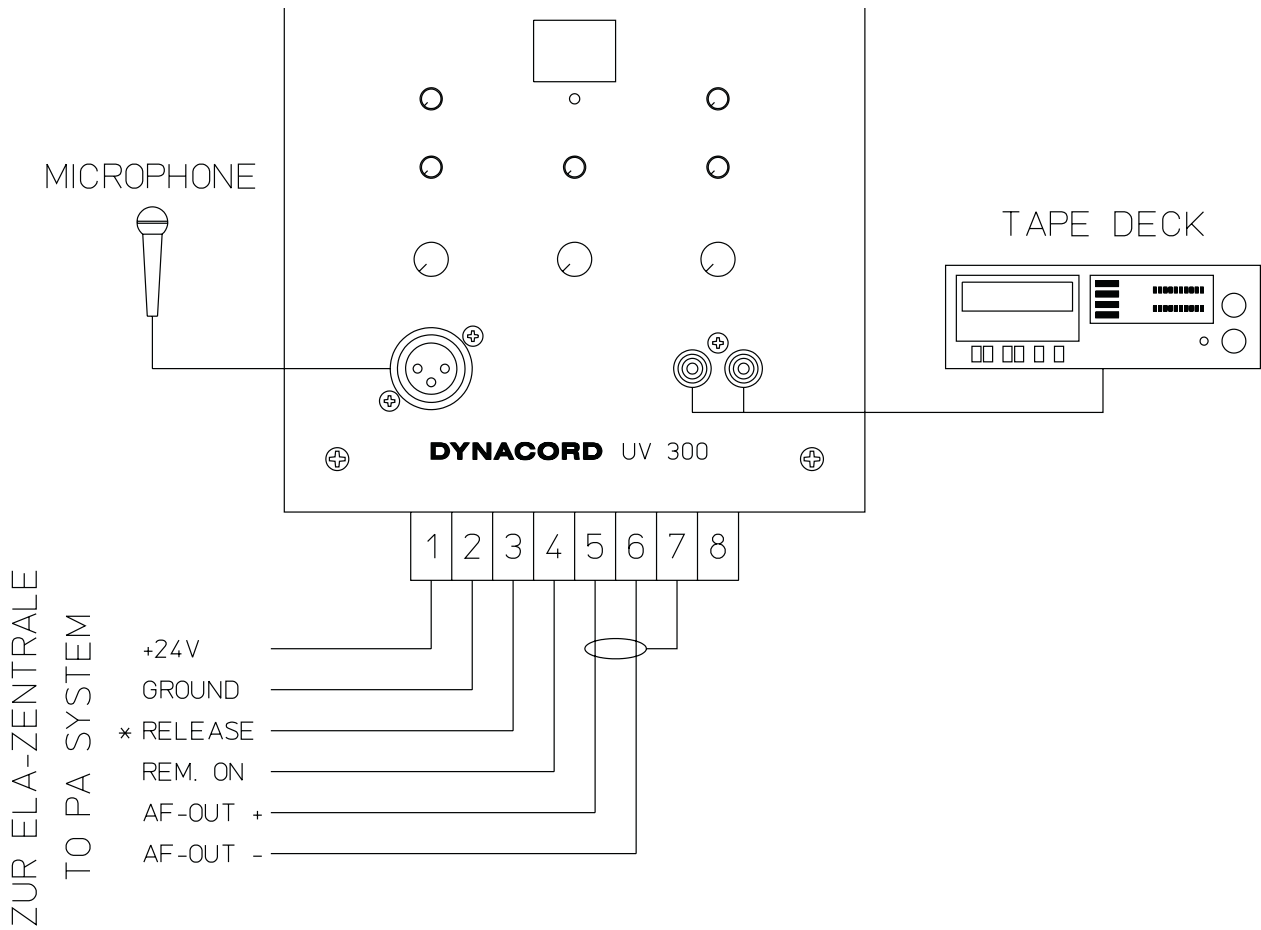 MICROPHONE
TAPE DECK
DYNACORD UV 300
1 2 3 4 5 6 7 8
ZUR ELA-ZENTRALE
TO PA SYSTEM
+24V
GROUND
* RELEASE
REM. ON
AF-OUT +
AF-OUT -